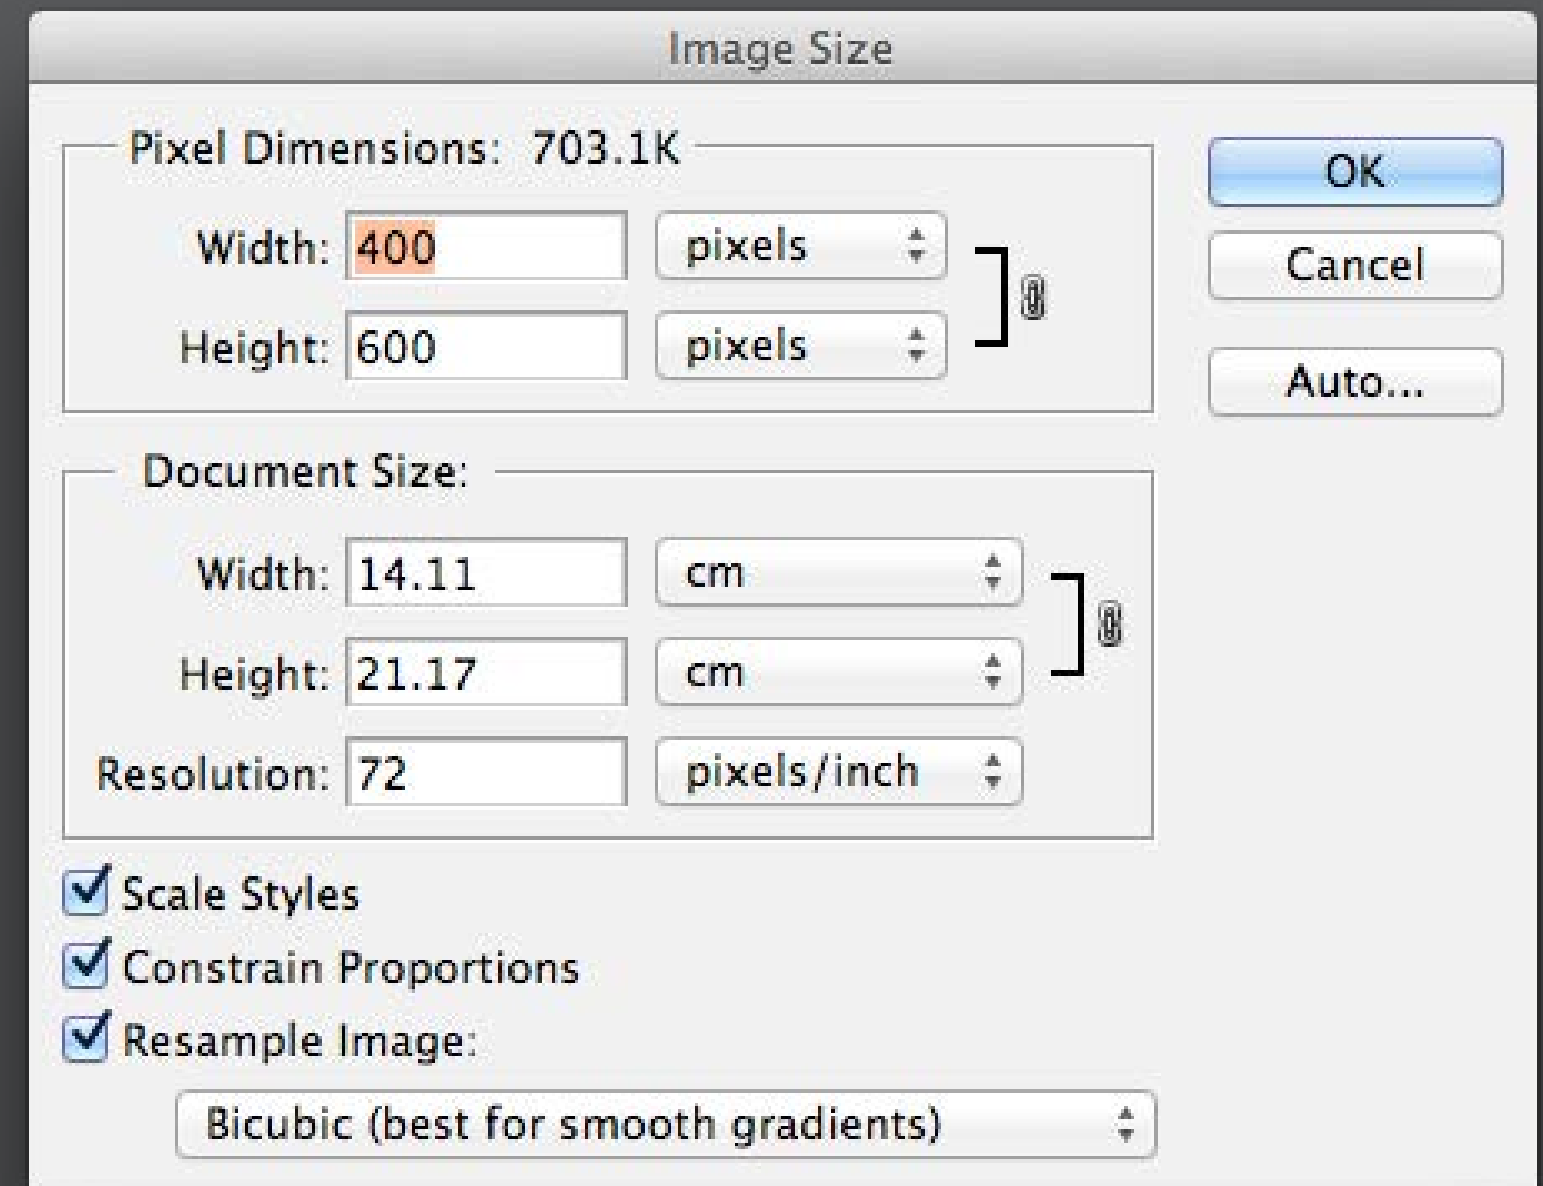 Image Size
Pixel Dimensions: 703.1K
Width: 400 pixels
Height: 600 pixels
OK
Cancel
Auto...
Document Size:
Width: 14.11 cm
Height: 21.17 cm
Resolution: 72 pixels/inch
Scale Styles
Constrain Proportions
Resample Image:
Bicubic (best for smooth gradients)